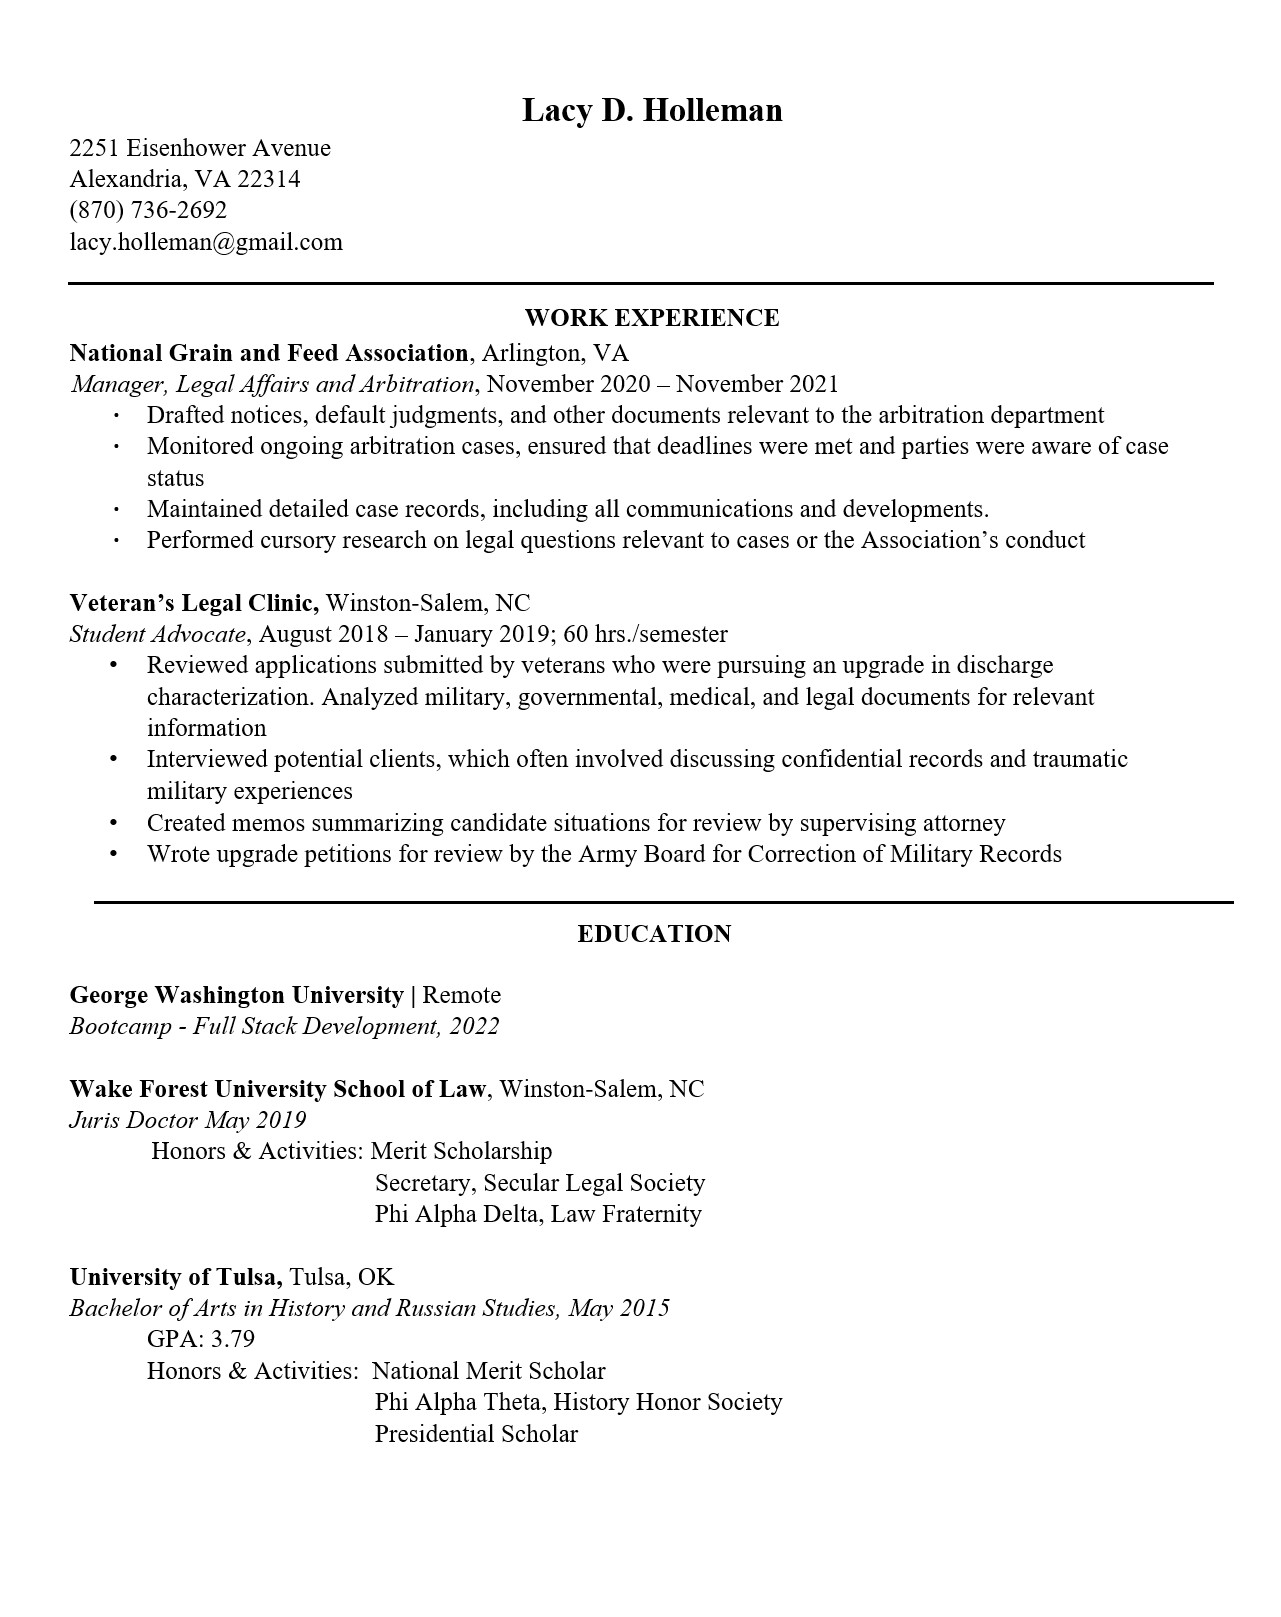 Lacy D. Holleman
2251 Eisenhower Avenue
Alexandria, VA 22314
(870) 736-2692
lacy.holleman@gmail.com
WORK EXPERIENCE
National Grain and Feed Association, Arlington, VA
Manager, Legal Affairs and Arbitration, November 2020 – November 2021
· Drafted notices, default judgments, and other documents relevant to the arbitration department
· Monitored ongoing arbitration cases, ensured that deadlines were met and parties were aware of case
status
· Maintained detailed case records, including all communications and developments.
· Performed cursory research on legal questions relevant to cases or the Association’s conduct
Veteran’s Legal Clinic, Winston-Salem, NC
Student Advocate, August 2018 – January 2019; 60 hrs./semester
• Reviewed applications submitted by veterans who were pursuing an upgrade in discharge
characterization. Analyzed military, governmental, medical, and legal documents for relevant
information
• Interviewed potential clients, which often involved discussing confidential records and traumatic
military experiences
• Created memos summarizing candidate situations for review by supervising attorney
• Wrote upgrade petitions for review by the Army Board for Correction of Military Records
EDUCATION
George Washington University | Remote
Bootcamp - Full Stack Development, 2022
Wake Forest University School of Law, Winston-Salem, NC
Juris Doctor May 2019
Honors & Activities: Merit Scholarship
Secretary, Secular Legal Society
Phi Alpha Delta, Law Fraternity
University of Tulsa, Tulsa, OK
Bachelor of Arts in History and Russian Studies, May 2015
GPA: 3.79
Honors & Activities: National Merit Scholar
Phi Alpha Theta, History Honor Society
Presidential Scholar